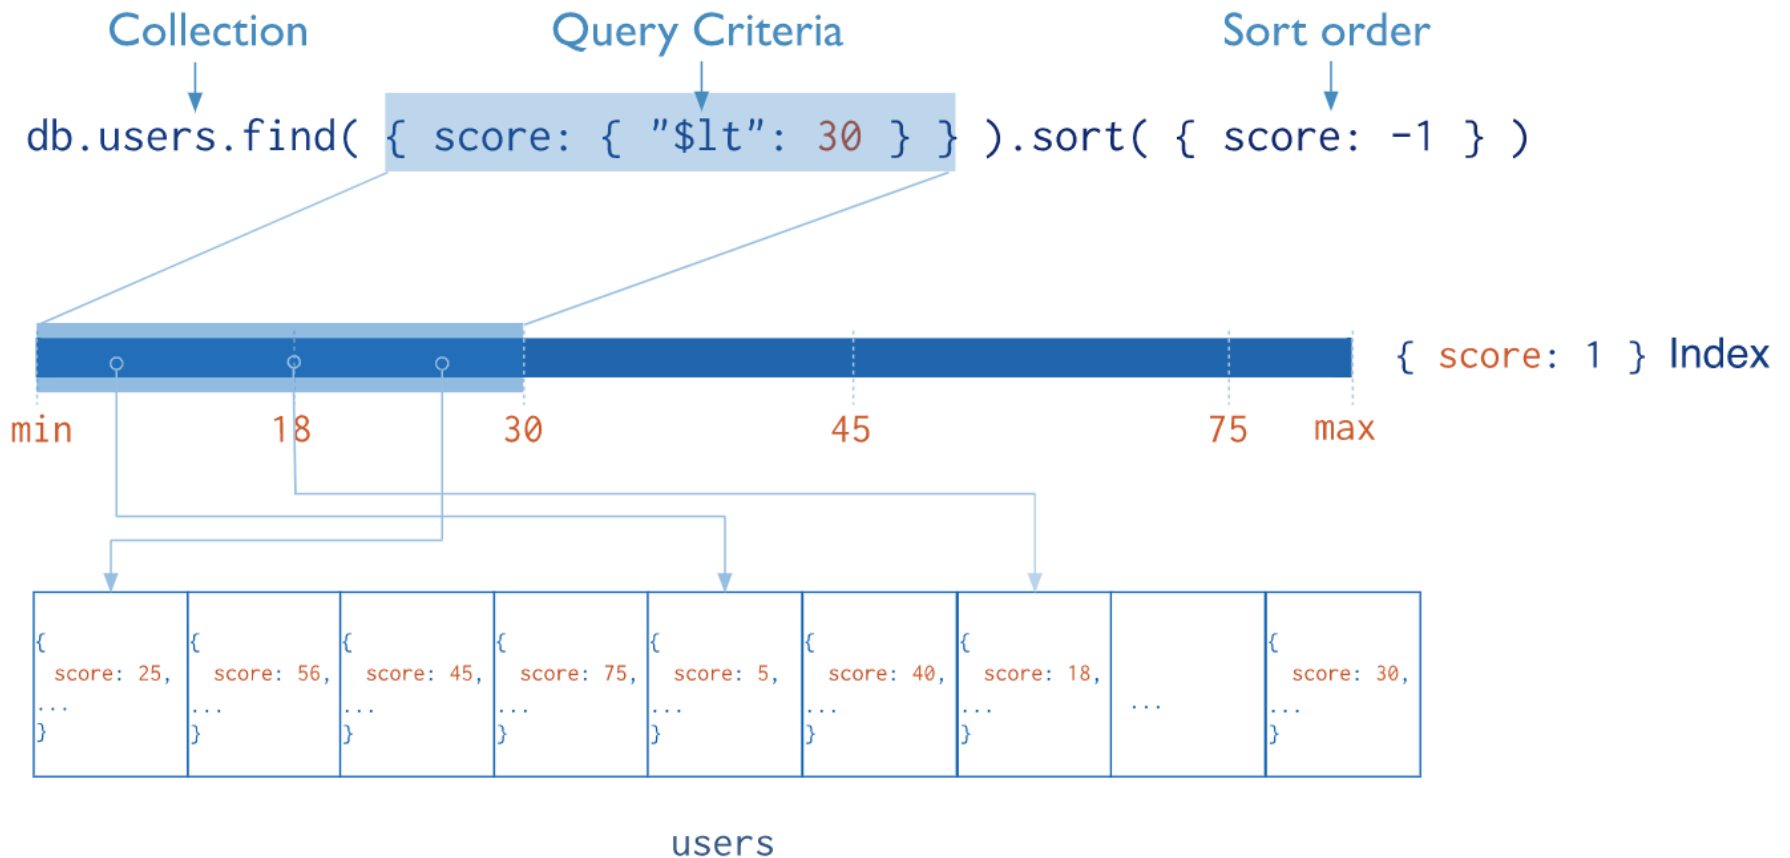 Collection Query Criteria Sort order
db.users.find( { score: { "$lt": 30 } } ).sort( { score: -1 } )
{ score: 1 } Index
min 18 30 45 75 max
{ { { { { { { {
score: 25, score: 56, score: 45, score: 75, score: 5, score: 40, score: 18, score: 30,
... ... ... ... ... ... ... ... ...
} } } } } } } }
users